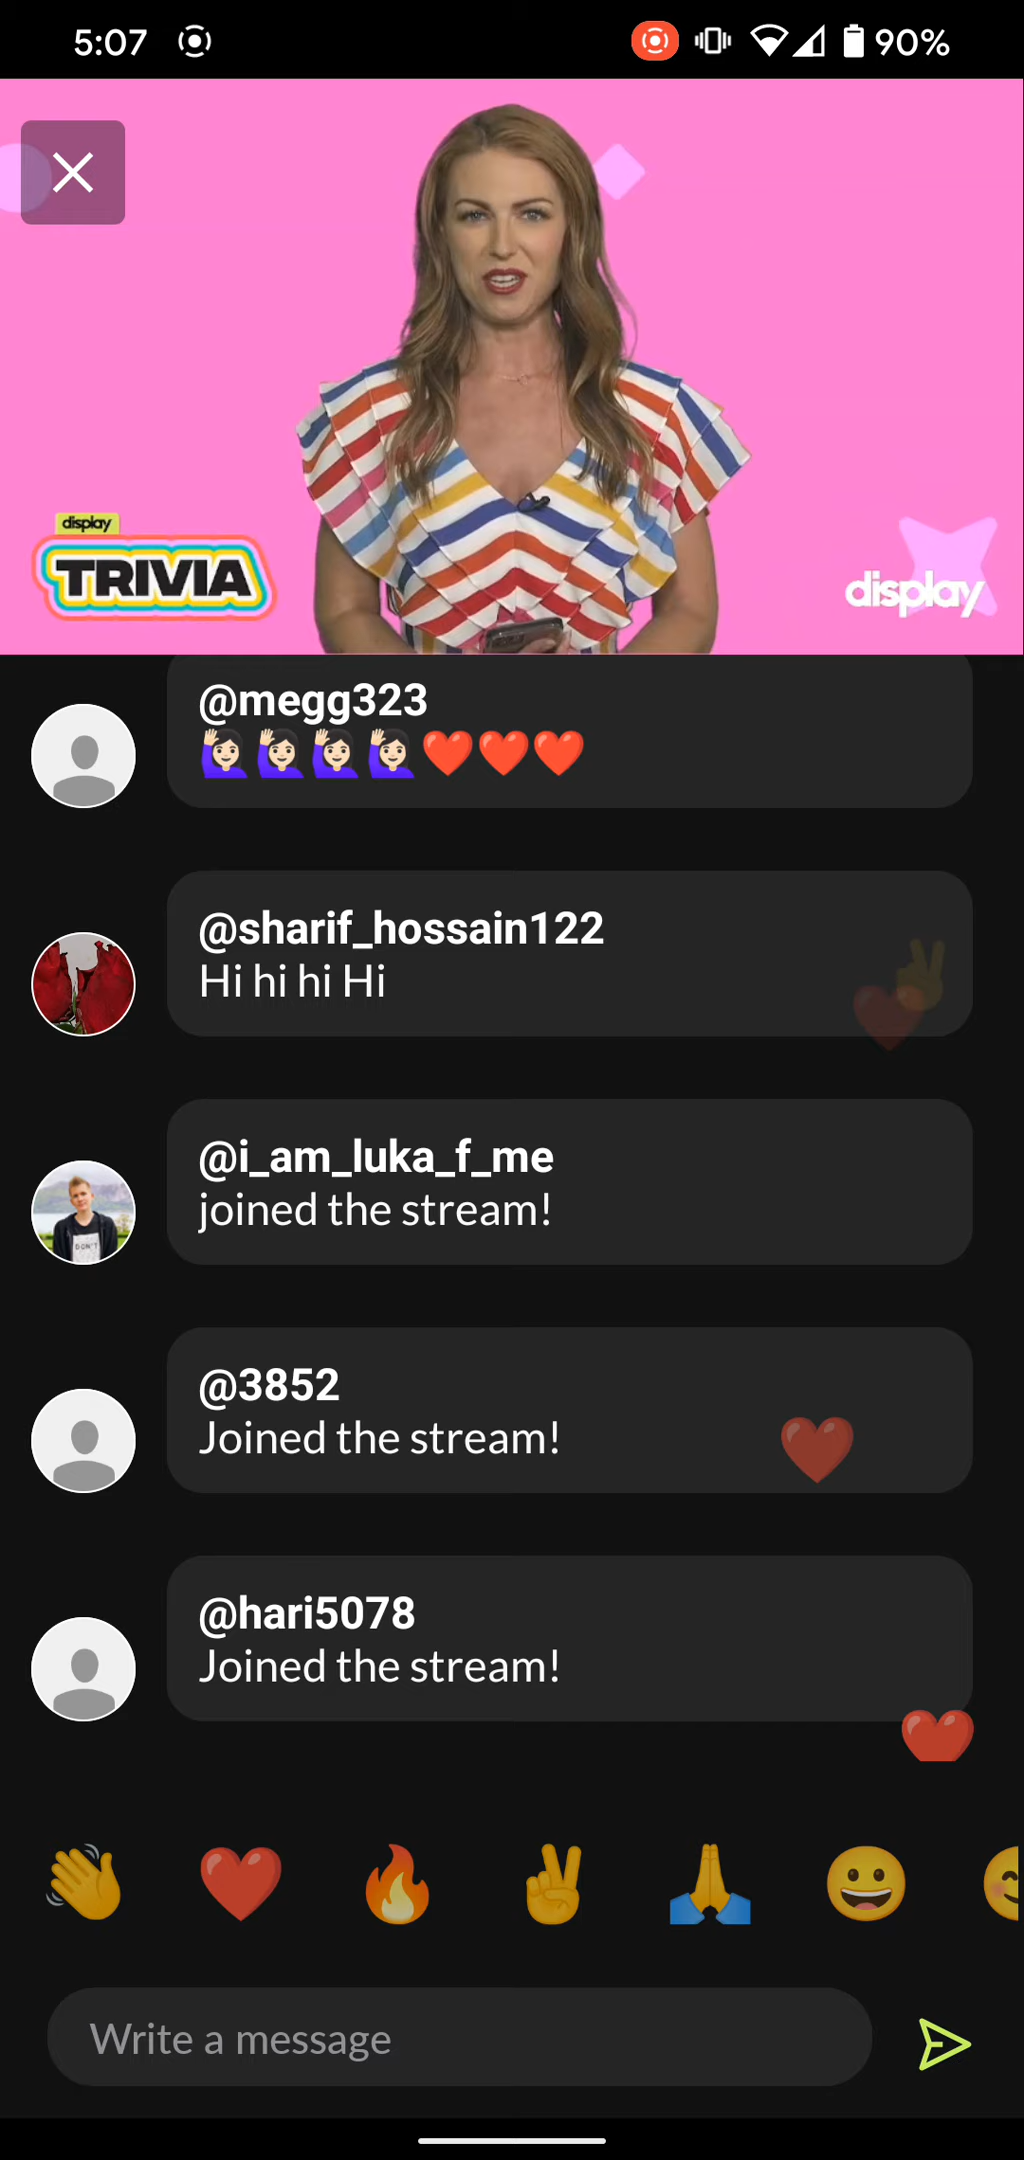 5:07
90%
display
TRIVIA
display
@megg323
🙋🏻‍♀️🙋🏻‍♀️🙋🏻‍♀️🙋🏻‍♀️❤️❤️❤️
@sharif_hossain122
Hi hi hi Hi
@i_am_luka_f_me
joined the stream!
DON'T
@3852
Joined the stream!
@hari5078
Joined the stream!
Write a message